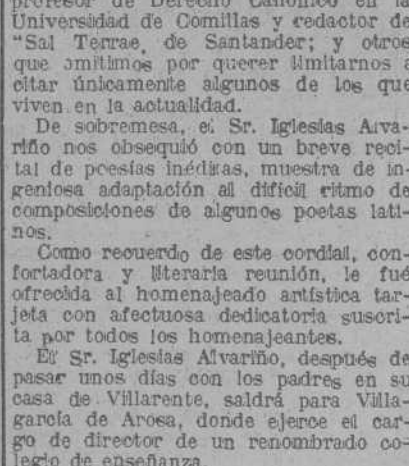 profesor de Derecho Canónico en la
Universidad de Comillas y redactor de
"Sal Terrae, de Santander; y otros
que omitimos por querer limitarnos a
citar únicamente algunos de los que
viven en la actualidad.
De sobremesa, el Sr. Iglesias Alva-
riño nos obsequió con un breve reci-
tal de poesías inéditas, muestra de in-
geniosa adaptación al difícil ritmo de
composiciones de algunos poetas lati-
nos.
Como recuerdo de este cordial, con-
fortadora y literaria reunión, le fué
ofrecida al homenajeado artística tar-
jeta con afectuosa dedicatoria suscri-
ta por todos los homenajeantes.
El Sr. Iglesias Alvariño, después de
pasar unos días con los padres en su
casa de Villarente, saldrá para Villa-
garcía de Arosa, donde ejerce el car-
go de director de un renombrado co-
legio de enseñanza